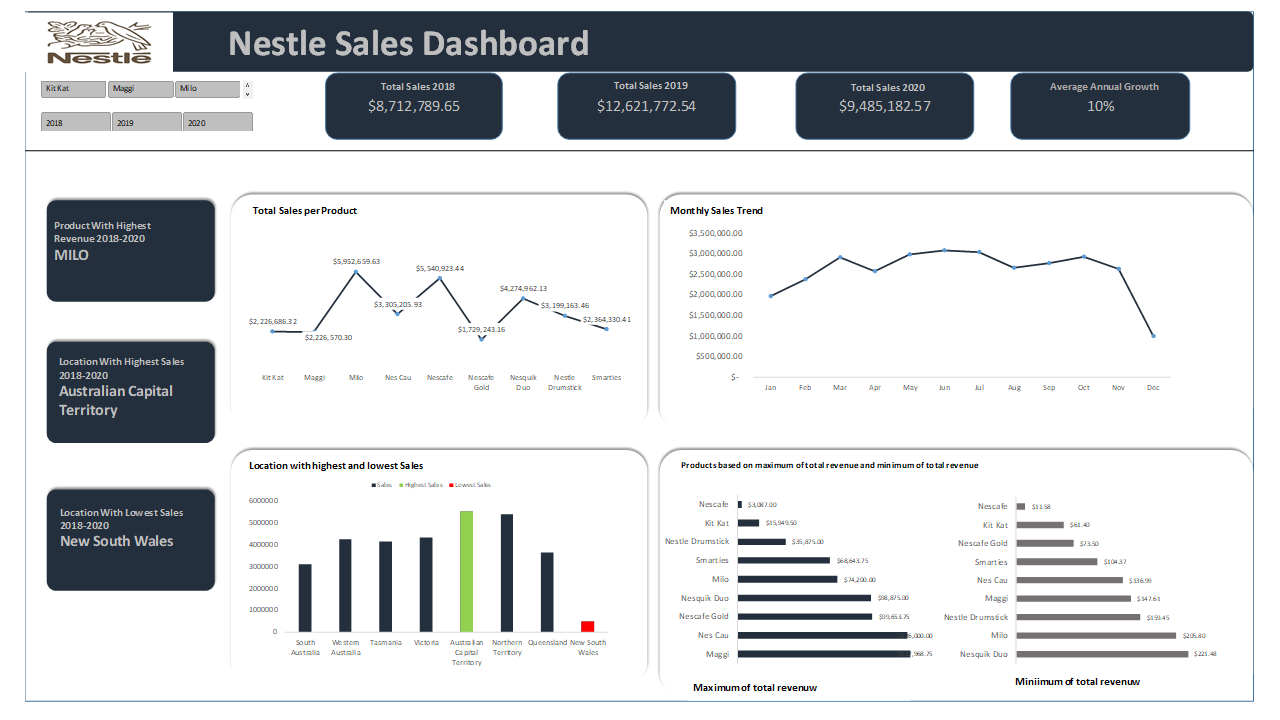 Nestlé
Nestle Sales Dashboard
Kit Kat
Maggi
Milo
2018
2019
2020
Total Sales 2018
$8,712,789.65
Total Sales 2019
$12,621,772.54
Total Sales 2020
$9,485,182.57
Average Annual Growth
10%
Product With Highest
Revenue 2018-2020
MILO
Location With Highest Sales
2018-2020
Australian Capital
Territory
Location With Lowest Sales
2018-2020
New South Wales
Total Sales per Product
$2,226,686.32
$2,226,570.30
$5,952,659.63
$3,305,205.93
$5,540,923.44
$1,729,243.16
$4,274,962.13
$3,199,163.46
$2,364,330.41
Kit Kat
Maggi
Milo
Nes Cau
Nescafe
Nescafe
Gold
Nesquik
Duo
Nestle
Drumstick
Smarties
Monthly Sales Trend
$3,500,000.00
$3,000,000.00
$2,500,000.00
$2,000,000.00
$1,500,000.00
$1,000,000.00
$500,000.00
$-
Jan
Feb
Mar
Apr
May
Jun
Jul
Aug
Sep
Oct
Nov
Dec
Location with highest and lowest Sales
Sales
Highest Sales
Lowest Sales
6000000
5000000
4000000
3000000
2000000
1000000
0
South
Australia
Western
Australia
Tasmania
Victoria
Australian
Capital
Territory
Northern
Territory
Queensland
New South
Wales
Products based on maximum of total revenue and minimum of total revenue
Nescafe
$3,087.00
Kit Kat
$15,949.50
Nestle Drumstick
$35,875.00
Smarties
$68,643.75
Milo
$74,200.00
Nesquik Duo
$98,875.00
Nescafe Gold
$99,653.75
Nes Cau
Maggi
Maximum of total revenuw
Nescafe
$11.58
Kit Kat
$61.40
Nescafe Gold
$73.50
Smarties
$104.37
Nes Cau
$136.99
Maggi
$147.61
Nestle Drumstick
$159.45
Milo
$205.80
Nesquik Duo
$221.48
Miniimum of total revenuw